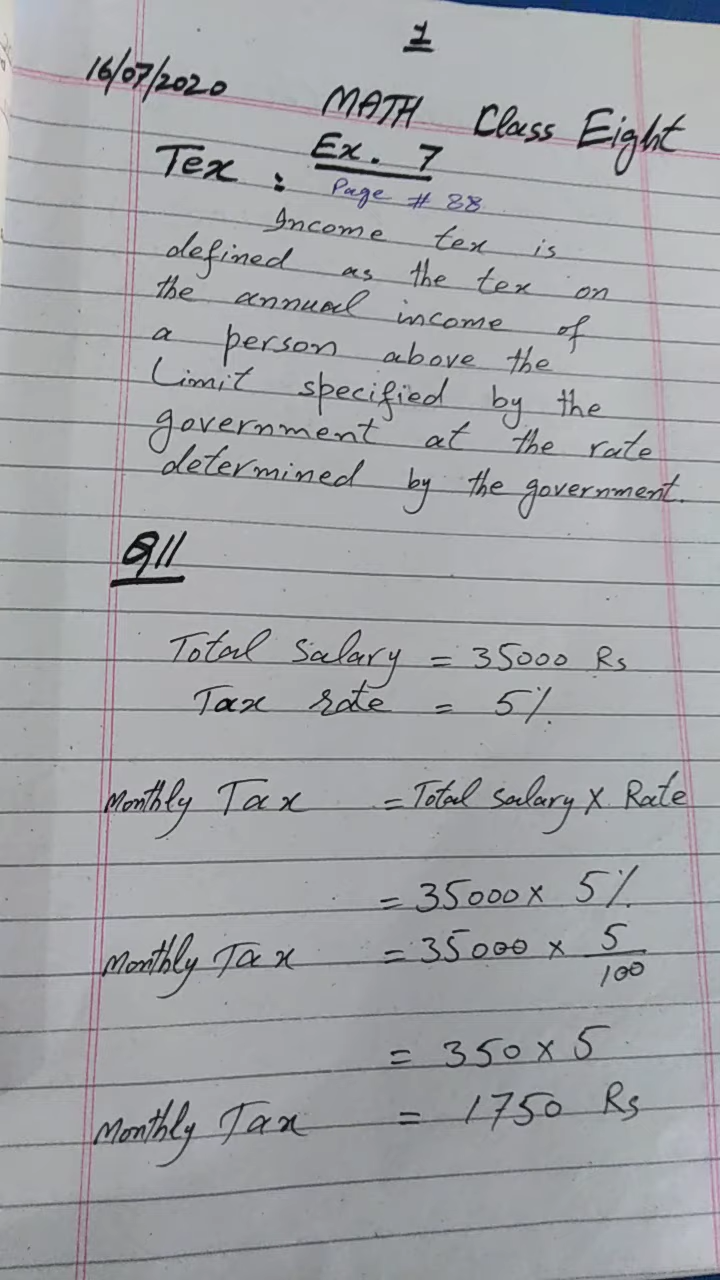 1
16/07/2020 MATH Class Eight
Ex. 7
Tex :
Page # 88
Income tex is
defined as the tex on
the annual income of
a person above the
Limit specified by the
government at the rate
determined by the government.
Q11
Total Salary = 35000 Rs
Tax rate = 5%
Monthly Tax = Total salary x Rate
= 35000 x 5%
Monthly Tax = 35000 x 5/100
= 350 x 5
Monthly Tax = 1750 Rs